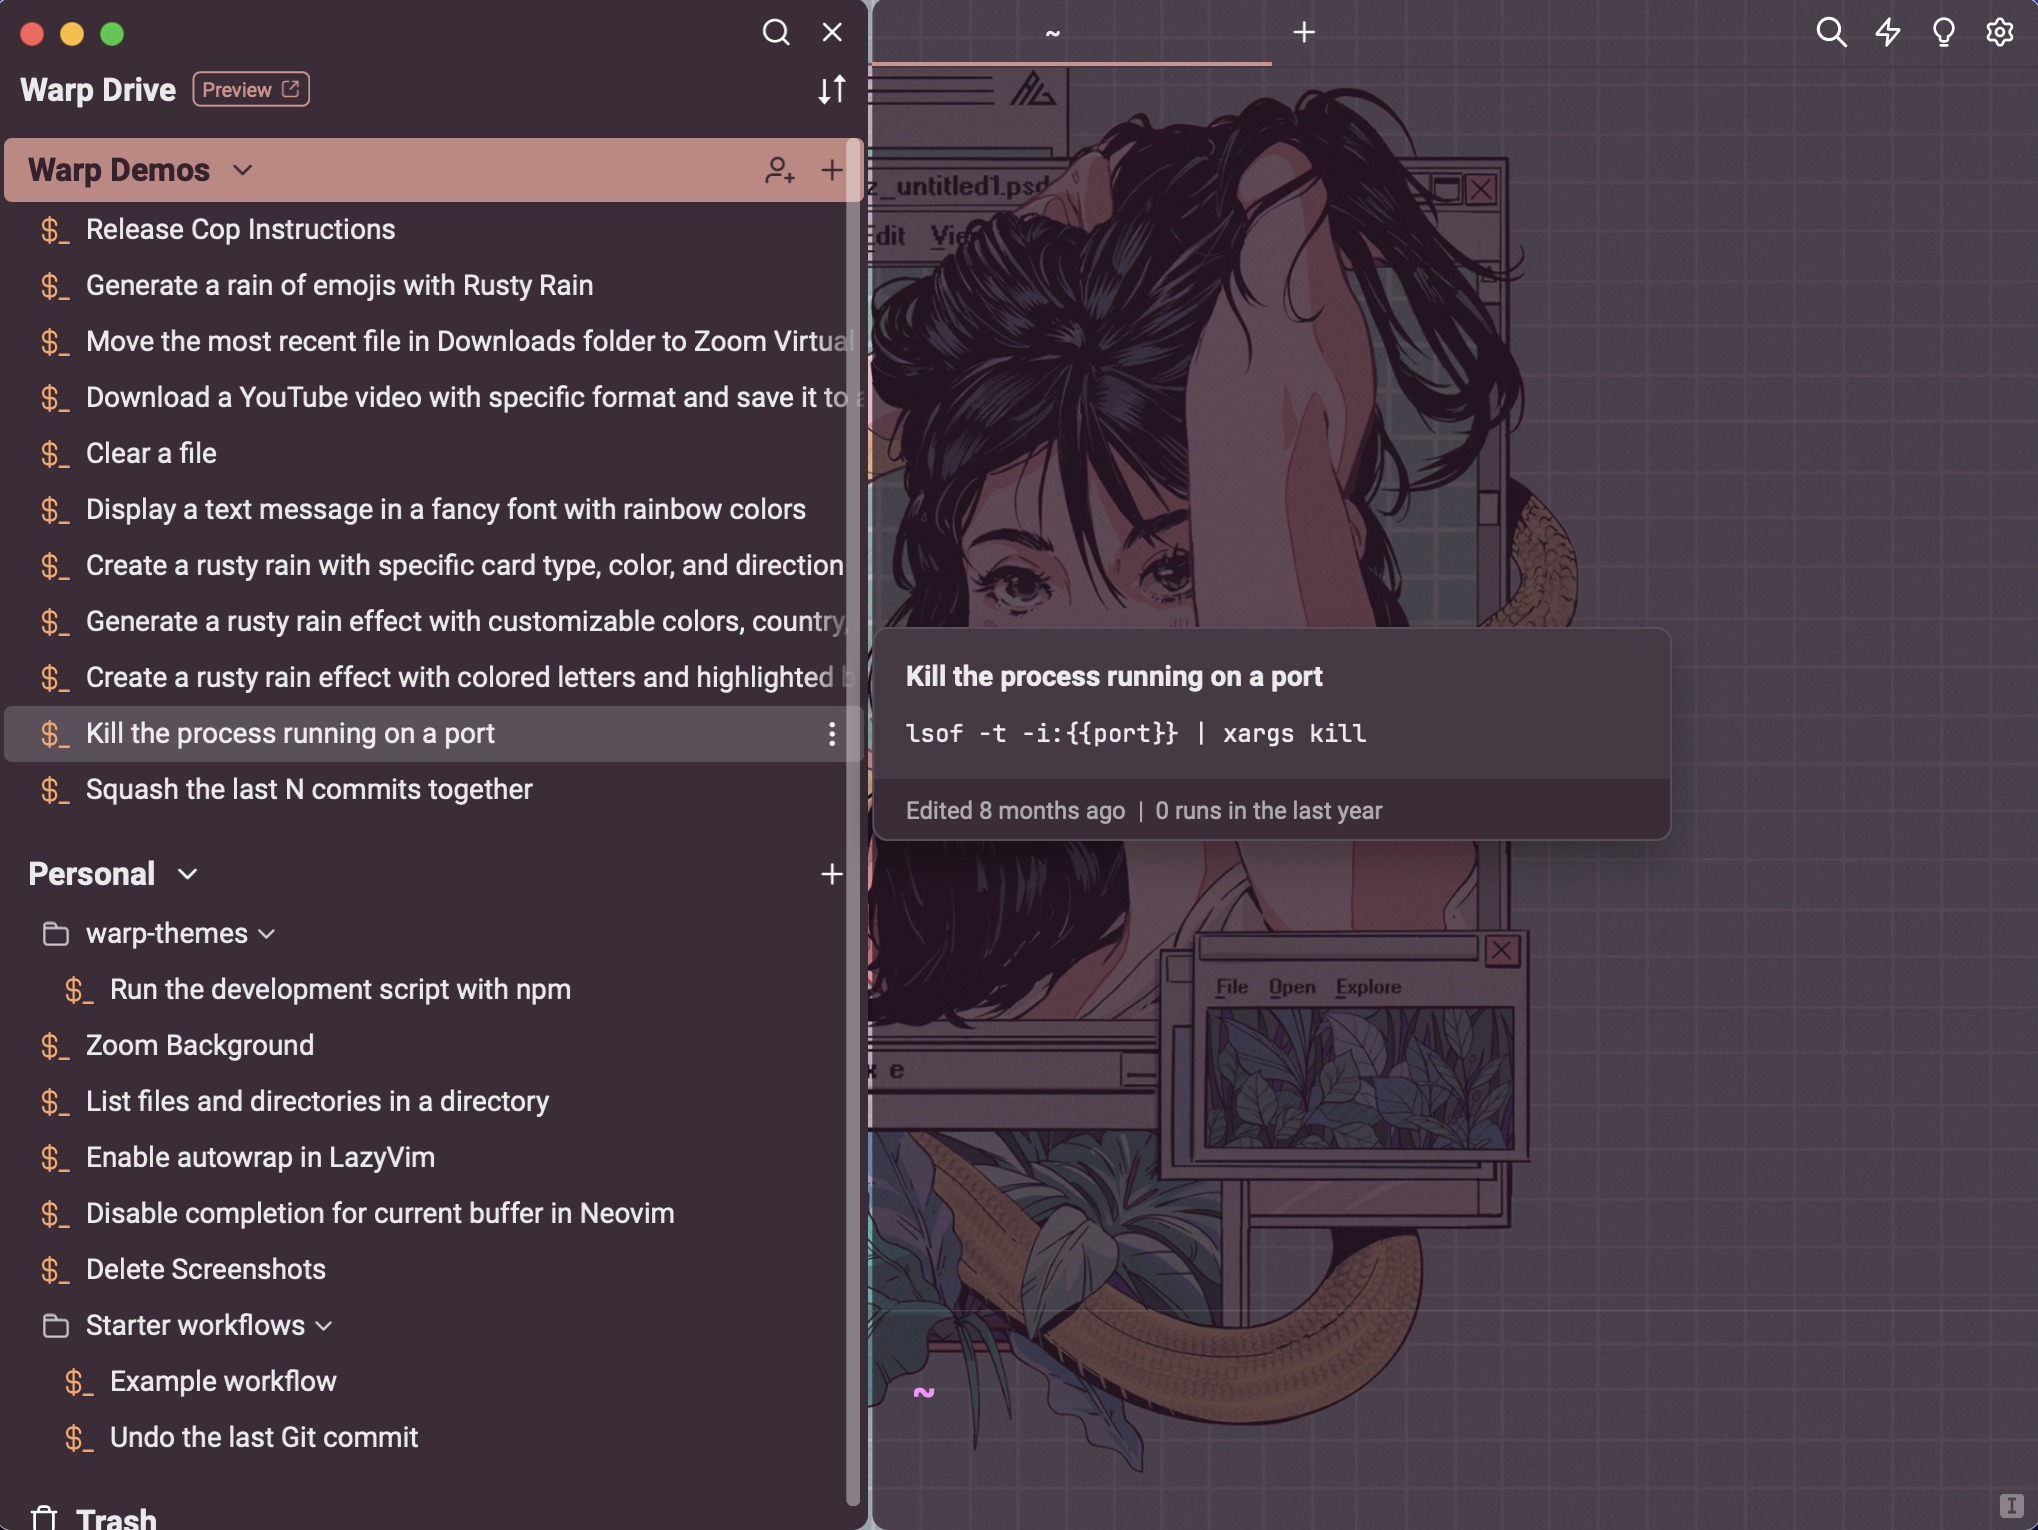 Warp Drive Preview
Warp Demos
$_ Release Cop Instructions
$_ Generate a rain of emojis with Rusty Rain
$_ Move the most recent file in Downloads folder to Zoom Virtual
$_ Download a YouTube video with specific format and save it to a
$_ Clear a file
$_ Display a text message in a fancy font with rainbow colors
$_ Create a rusty rain with specific card type, color, and direction
$_ Generate a rusty rain effect with customizable colors, country,
$_ Create a rusty rain effect with colored letters and highlighted b
$_ Kill the process running on a port
$_ Squash the last N commits together
Personal
warp-themes
$_ Run the development script with npm
$_ Zoom Background
$_ List files and directories in a directory
$_ Enable autowrap in LazyVim
$_ Disable completion for current buffer in Neovim
$_ Delete Screenshots
Starter workflows
$_ Example workflow
$_ Undo the last Git commit
Trash
~
z_untitled1.psd
Edit View
Kill the process running on a port
lsof -t -i:{{port}} | xargs kill
Edited 8 months ago | 0 runs in the last year
File Open Explore
x e
~